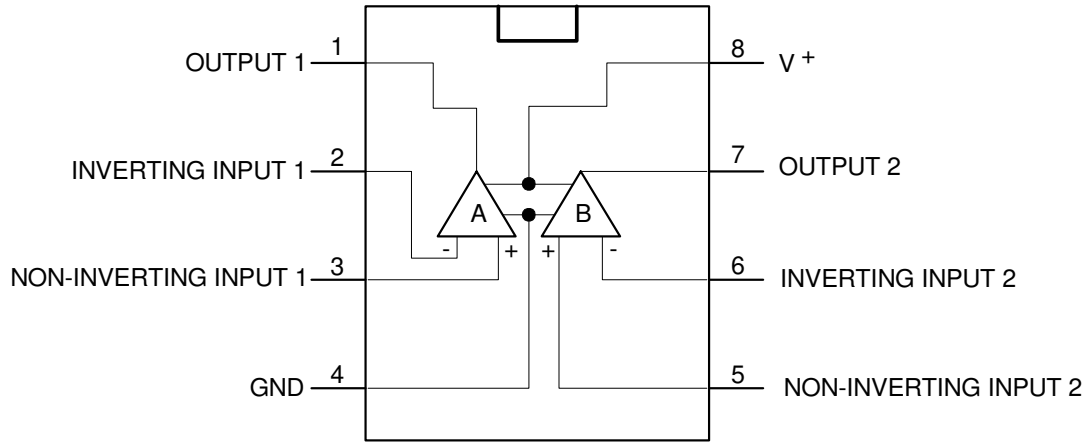 1
OUTPUT 1
8
V +
2
INVERTING INPUT 1
7
OUTPUT 2
A
B
- + + -
3
NON-INVERTING INPUT 1
6
INVERTING INPUT 2
4
GND
5
NON-INVERTING INPUT 2